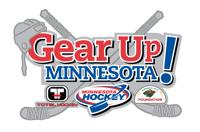 Gear Up
MINNESOTA!
T
TOTAL HOCKEY
MINNESOTA
HOCKEY
FOUNDATION